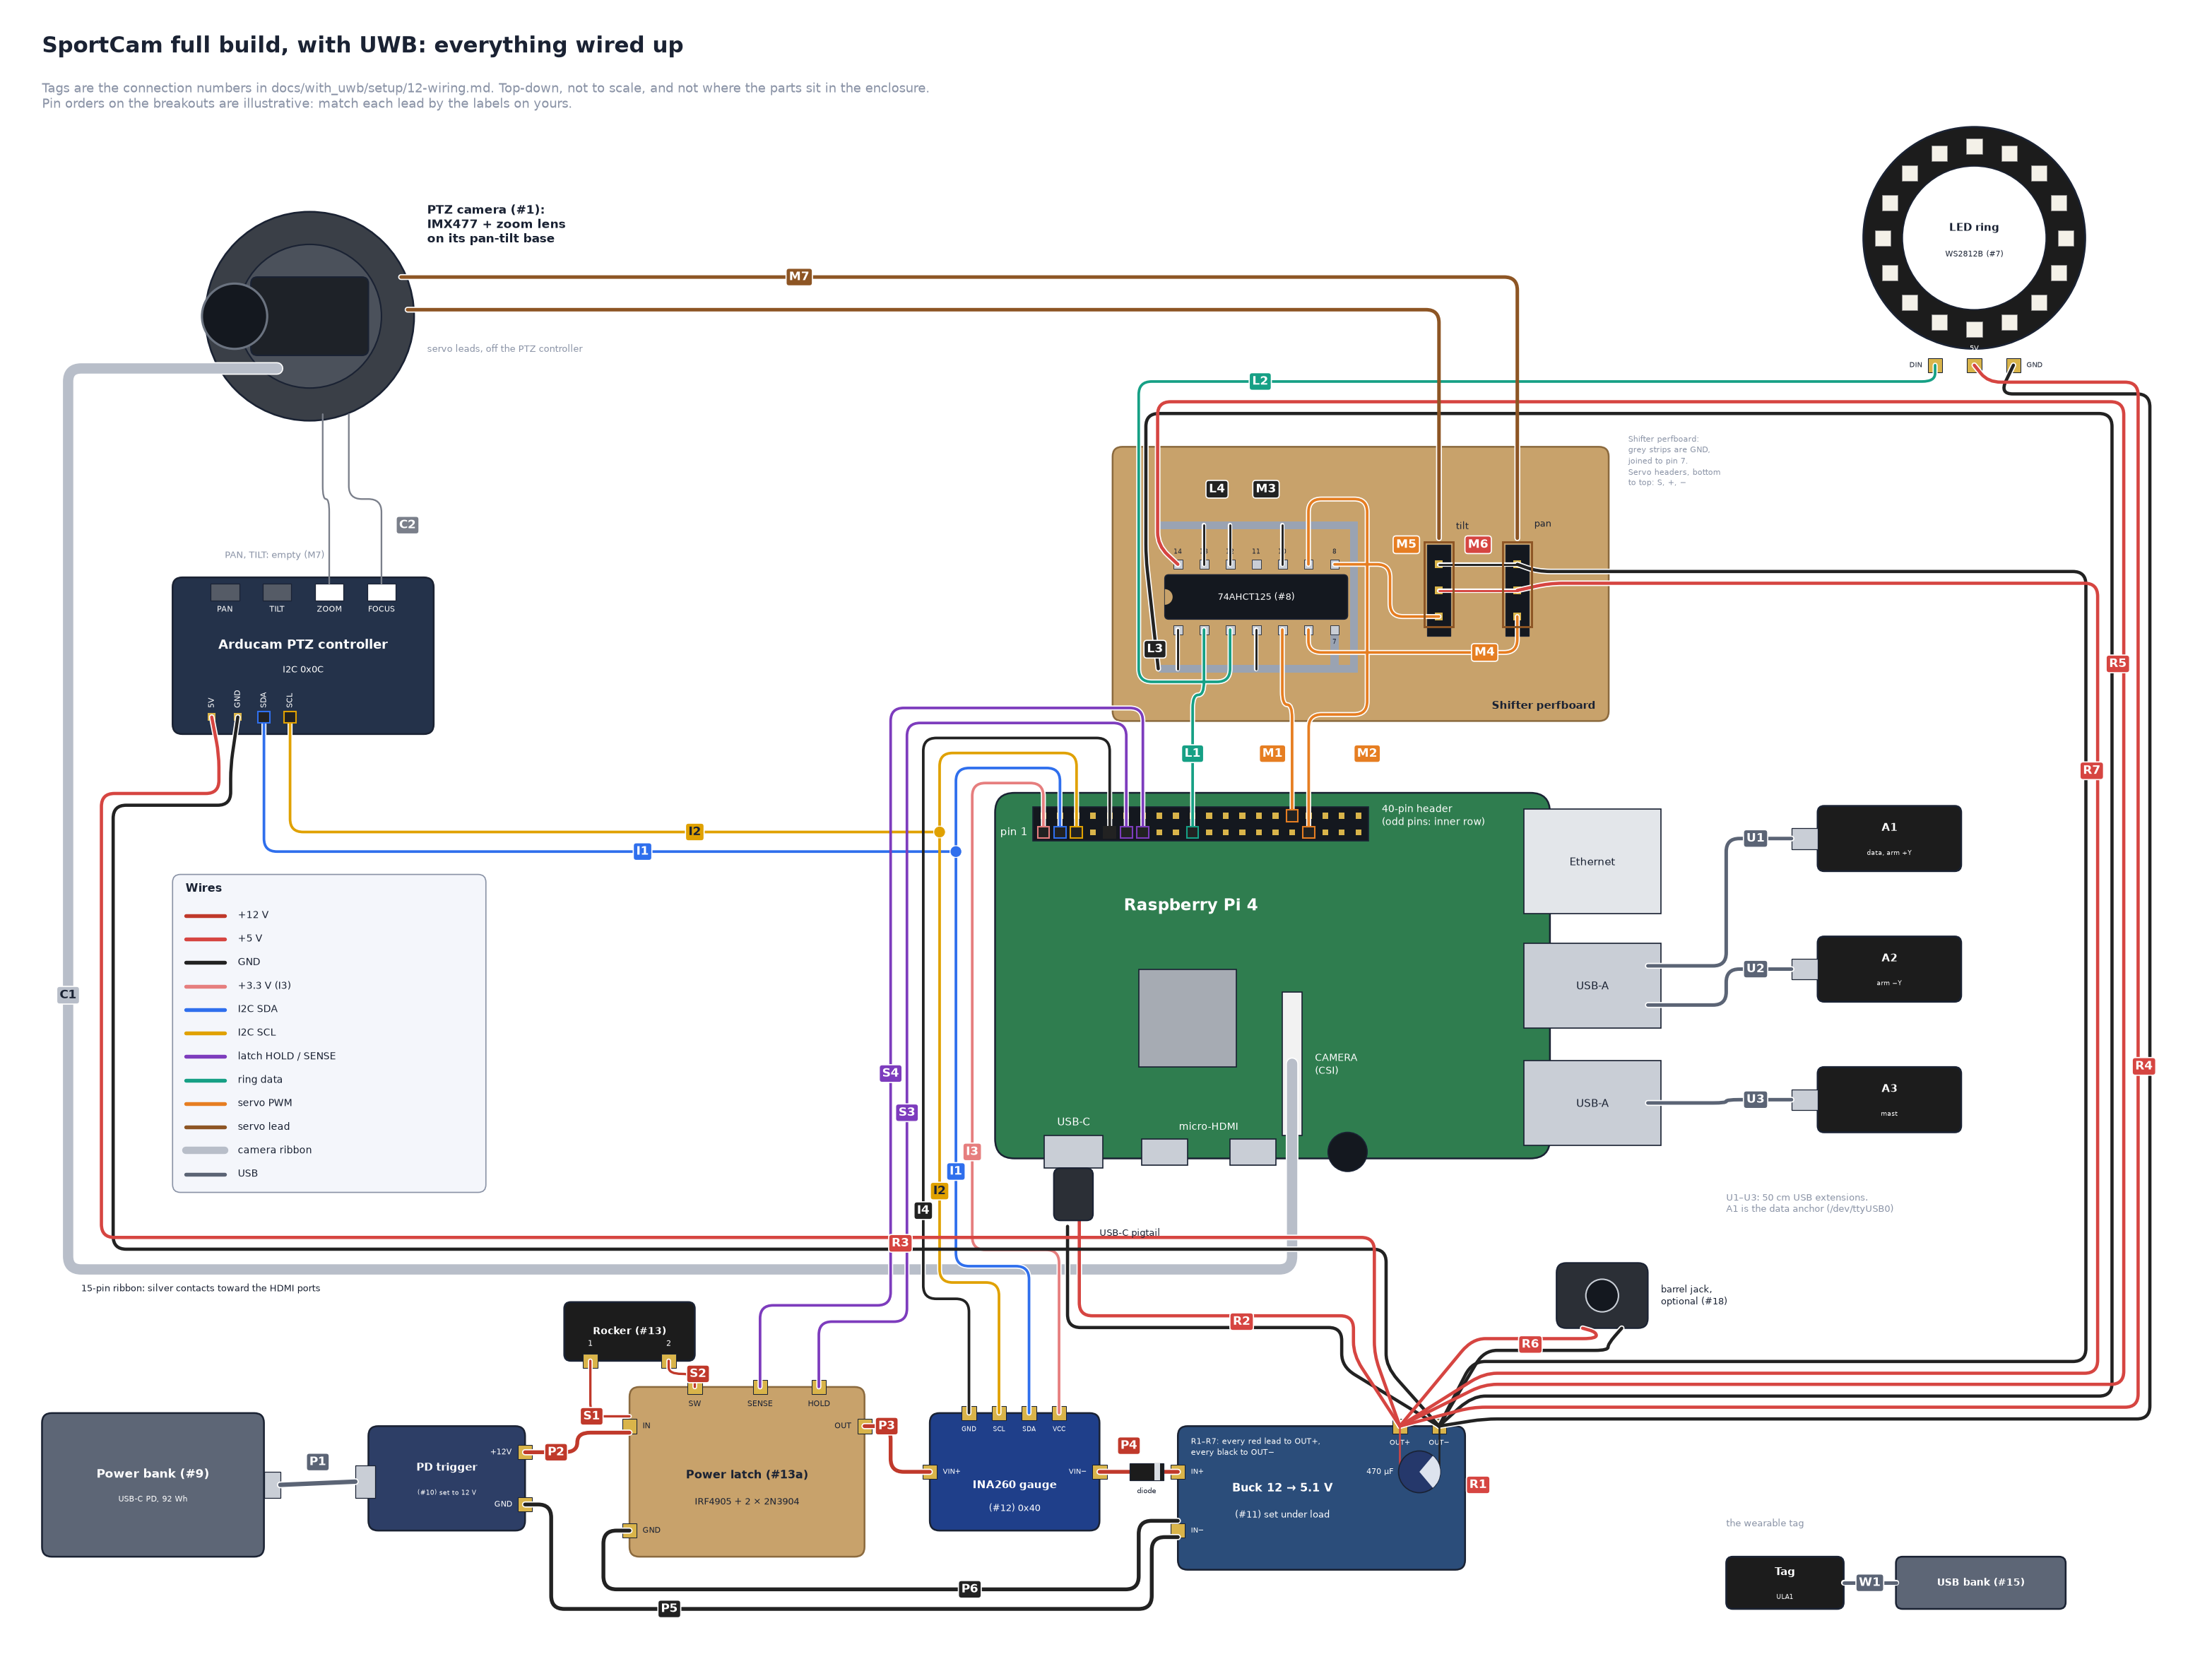 SportCam full build, with UWB: everything wired up
Tags are the connection numbers in docs/with_uwb/setup/12-wiring.md. Top-down, not to scale, and not where the parts sit in the enclosure.
Pin orders on the breakouts are illustrative: match each lead by the labels on yours.
PTZ camera (#1):
IMX477 + zoom lens
on its pan-tilt base
M7
servo leads, off the PTZ controller
LED ring
WS2812B (#7)
5V
DIN
GND
L2
Shifter perfboard:
grey strips are GND,
joined to pin 7.
Servo headers, bottom
to top: S, +, −
L4
M3
C2
PAN, TILT: empty (M7)
tilt
pan
M5
M6
14
11
8
74AHCT125 (#8)
7
L3
M4
Shifter perfboard
PAN
TILT
ZOOM
FOCUS
Arducam PTZ controller
I2C 0x0C
5V
GND
SDA
SCL
R5
R7
L1
M1
M2
I2
I1
pin 1
40-pin header
(odd pins: inner row)
Raspberry Pi 4
Ethernet
USB-A
USB-A
CAMERA
(CSI)
USB-C
micro-HDMI
U1
A1
data, arm +Y
U2
A2
arm −Y
U3
A3
mast
R4
Wires
+12 V
+5 V
GND
+3.3 V (I3)
I2C SDA
I2C SCL
latch HOLD / SENSE
ring data
servo PWM
servo lead
camera ribbon
USB
C1
S4
S3
I3
I1
I2
I4
U1–U3: 50 cm USB extensions.
A1 is the data anchor (/dev/ttyUSB0)
USB-C pigtail
R3
15-pin ribbon: silver contacts toward the HDMI ports
barrel jack,
optional (#18)
R2
R6
Rocker (#13)
1
2
S2
S1
SW
SENSE
HOLD
IN
OUT
GND
Power latch (#13a)
IRF4905 + 2 × 2N3904
P3
Power bank (#9)
USB-C PD, 92 Wh
P1
PD trigger
(#10) set to 12 V
+12V
GND
P2
GND
SCL
SDA
VCC
VIN+
VIN−
INA260 gauge
(#12) 0x40
P4
diode
R1–R7: every red lead to OUT+,
every black to OUT−
OUT+
OUT−
IN+
470 µF
Buck 12 → 5.1 V
(#11) set under load
IN−
R1
P6
P5
the wearable tag
Tag
ULA1
W1
USB bank (#15)